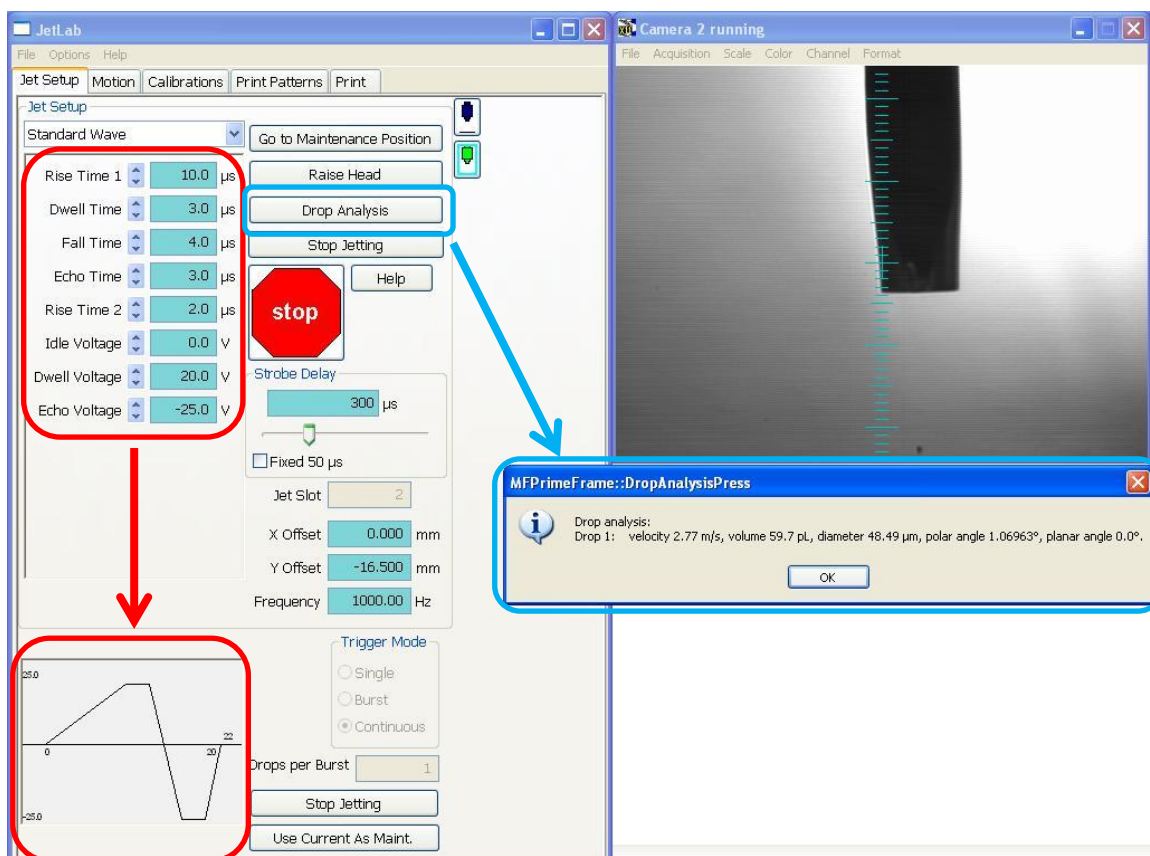 JetLab
File Options Help
Jet Setup Motion Calibrations Print Patterns Print
Jet Setup
Standard Wave
Rise Time 1 10.0 µs
Dwell Time 3.0 µs
Fall Time 4.0 µs
Echo Time 3.0 µs
Rise Time 2 2.0 µs
Idle Voltage 0.0 V
Dwell Voltage 20.0 V
Echo Voltage -25.0 V
Go to Maintenance Position
Raise Head
Drop Analysis
Stop Jetting
stop
Help
Strobe Delay
300 µs
Fixed 50 µs
Jet Slot 2
X Offset 0.000 mm
Y Offset -16.500 mm
Frequency 1000.00 Hz
25.0
0
20
22
-25.0
Trigger Mode
Single
Burst
Continuous
Drops per Burst 1
Stop Jetting
Use Current As Maint.
Camera 2 running
File Acquisition Scale Color Channel Format
MFPrimeFrame::DropAnalysisPress
Drop analysis:
Drop 1: velocity 2.77 m/s, volume 59.7 pL, diameter 48.49 µm, polar angle 1.06963°, planar angle 0.0°.
OK